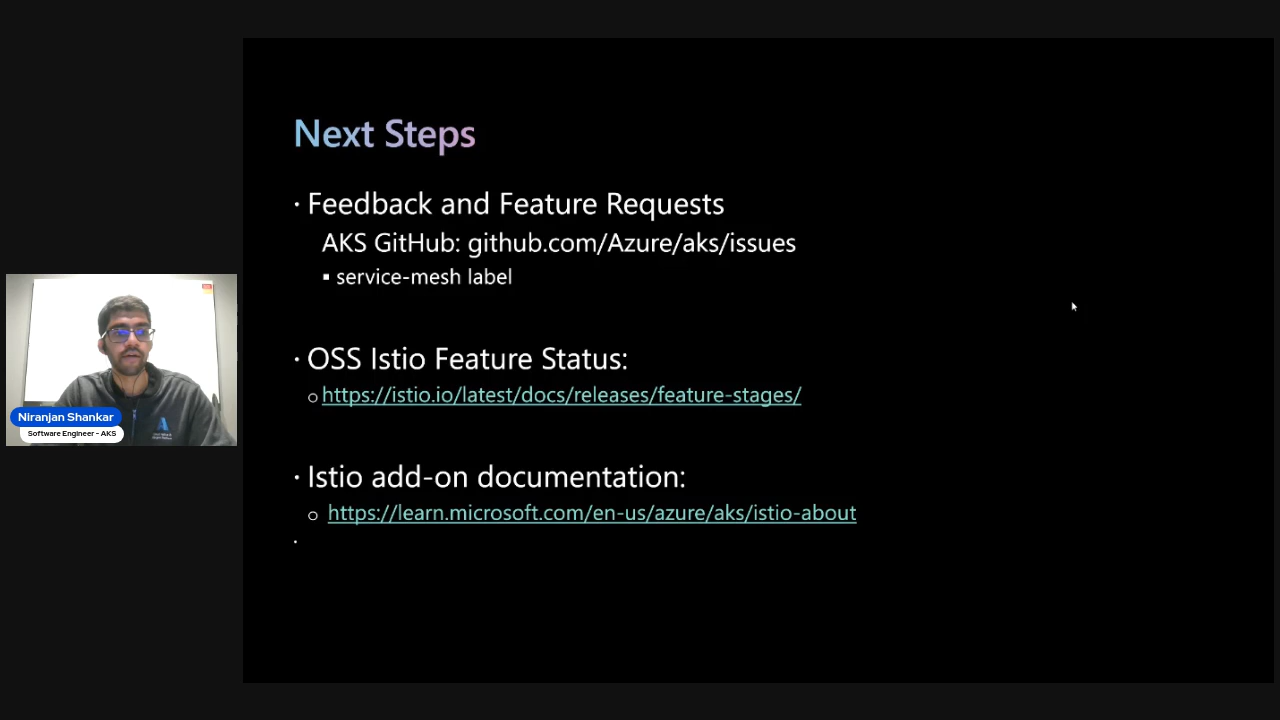 Next Steps
· Feedback and Feature Requests
AKS GitHub: github.com/Azure/aks/issues
▪ service-mesh label
· OSS Istio Feature Status:
o https://istio.io/latest/docs/releases/feature-stages/
· Istio add-on documentation:
o https://learn.microsoft.com/en-us/azure/aks/istio-about
·
Niranjan Shankar
Software Engineer - AKS